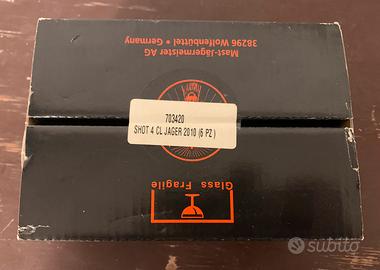 Mast-Jägermeister AG
38296 Wolfenbüttel * Germany
703420
SHOT 4 CL JAGER 2010 (6 PZ)
Glass Fragile
subito